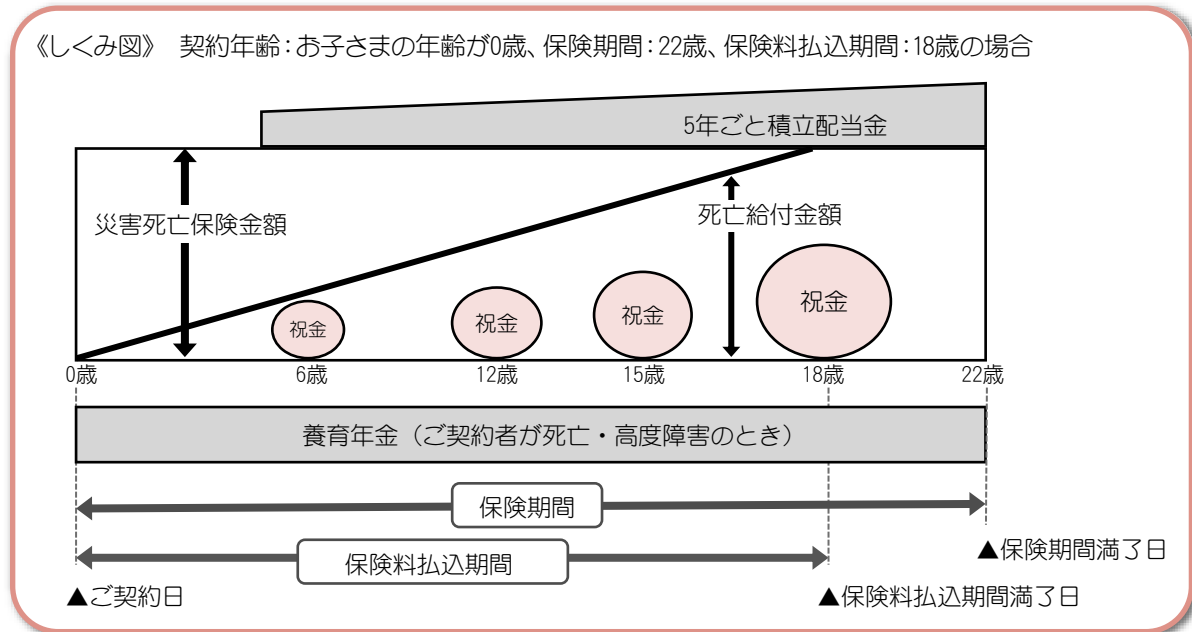 《しくみ図》 契約年齢：お子さまの年齢が0歳、保険期間：22歳、保険料払込期間：18歳の場合
5年ごと積立配当金
災害死亡保険金額
死亡給付金額
祝金
祝金
祝金
祝金
0歳 6歳 12歳 15歳 18歳 22歳
養育年金（ご契約者が死亡・高度障害のとき）
保険期間
▲保険期間満了日
保険料払込期間
▲ご契約日
▲保険料払込期間満了日